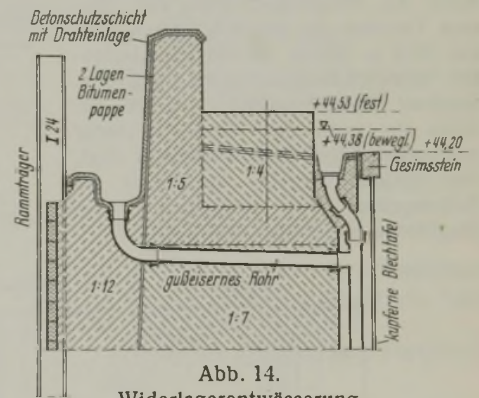 Betonschutzschicht
mit Drahteinlage
2 Lagen
Bitumen-
pappe
+44,53 (fest)
+44,38 (bewegl.)
+44,20
Gesimsstein
I 24
Rammträger
1:5
1:4
1:12
gußeisernes Rohr
1:7
kupferne Blechtafel
Abb. 14.
Widerlagerentwässerung